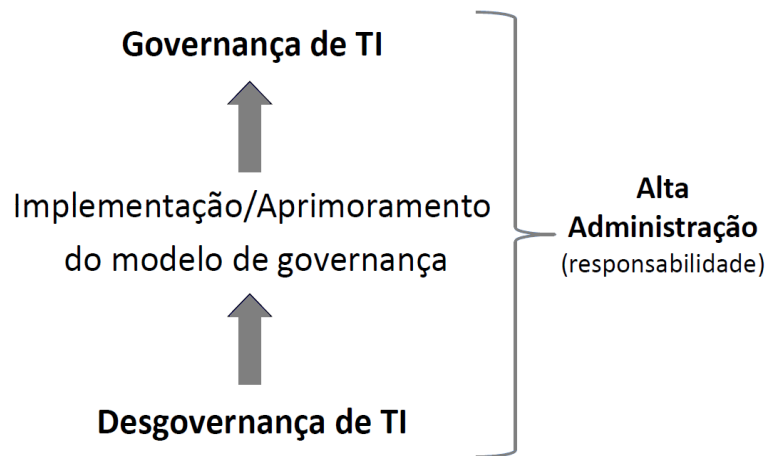 Governança de TI
Implementação/Aprimoramento
do modelo de governança
Desgovernança de TI
Alta
Administração
(responsabilidade)